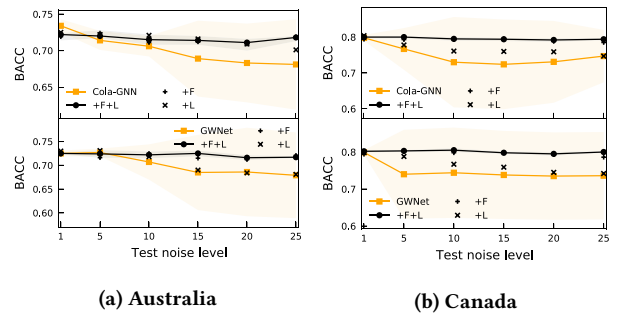 0.75
0.70
0.65
BACC
Cola-GNN +F
+F+L +L
0.75
0.70
0.65
0.60
BACC
GWNet +F
+F+L +L
1 5 10 15 20 25
Test noise level
(a) Australia
0.8
0.7
0.6
BACC
Cola-GNN +F
+F+L +L
0.8
0.7
0.6
BACC
GWNet +F
+F+L +L
1 5 10 15 20 25
Test noise level
(b) Canada